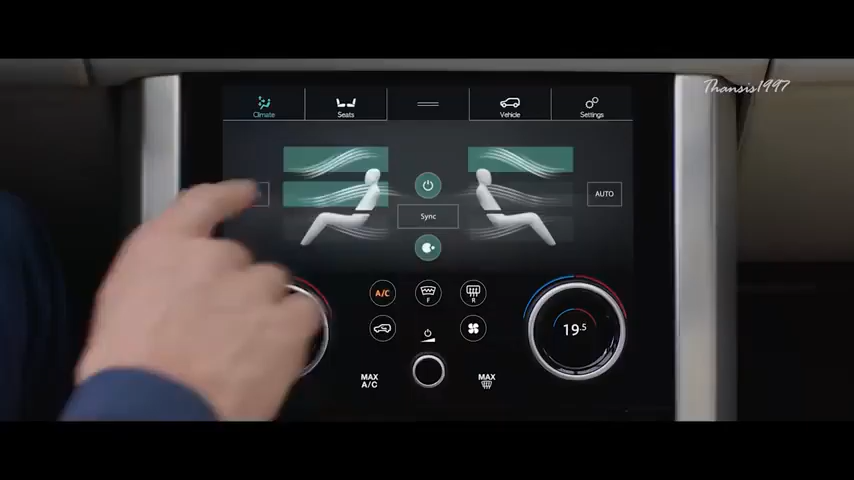 Thansis1997
Climate
Seats
Vehicle
Settings
AUTO
Sync
A/C
F
R
19.5
MAX
A/C
MAX